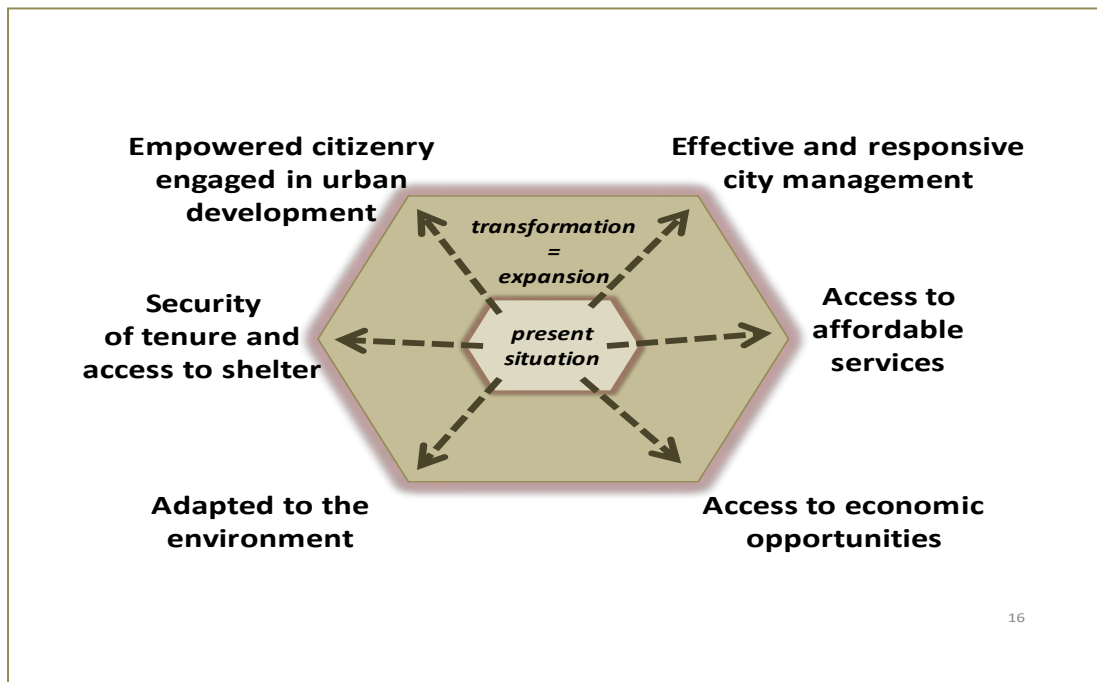 Empowered citizenry
engaged in urban
development
Effective and responsive
city management
transformation
=
expansion
Security
of tenure and
access to shelter
present
situation
Access to
affordable
services
Adapted to the
environment
Access to economic
opportunities
16